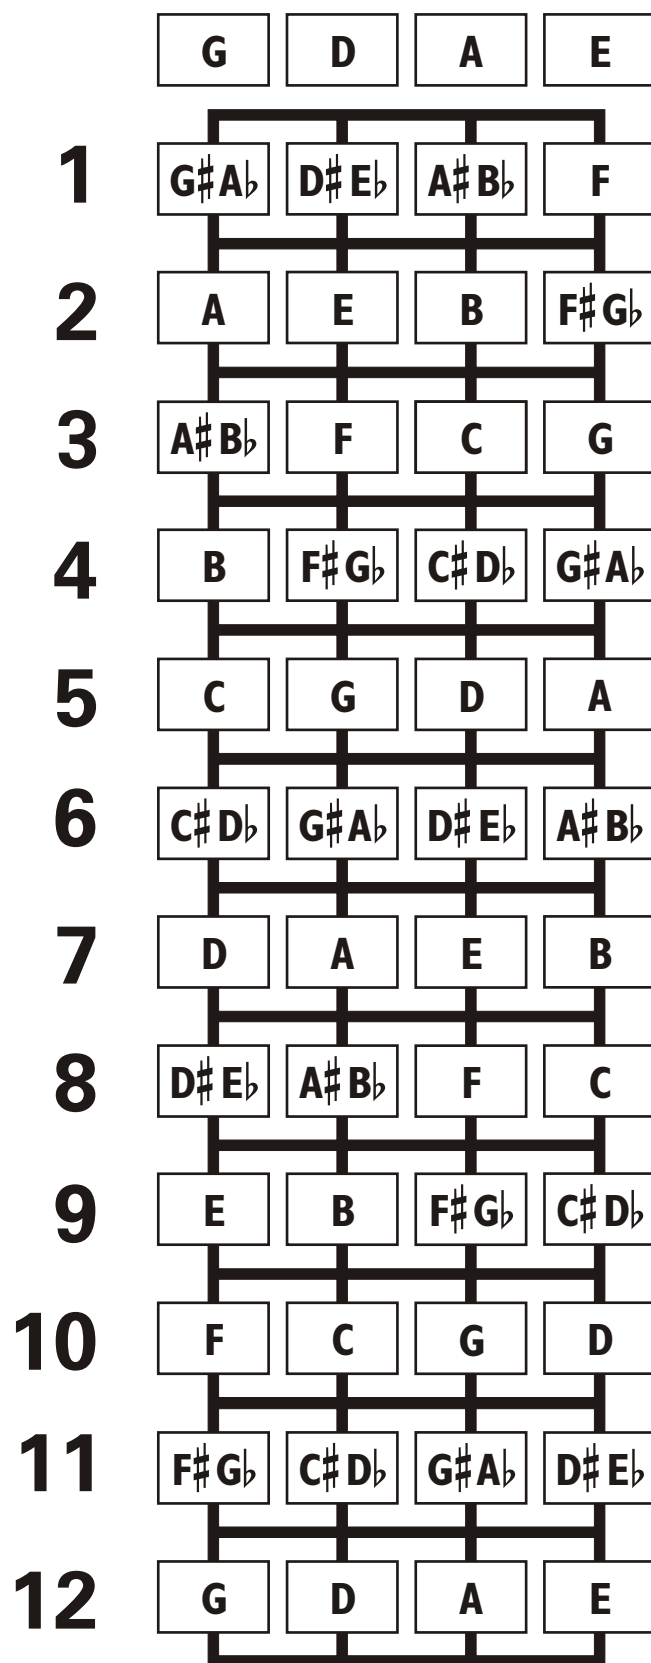 G D A E
1 G♯A♭ D♯E♭ A♯B♭ F
2 A E B F♯G♭
3 A♯B♭ F C G
4 B F♯G♭ C♯D♭ G♯A♭
5 C G D A
6 C♯D♭ G♯A♭ D♯E♭ A♯B♭
7 D A E B
8 D♯E♭ A♯B♭ F C
9 E B F♯G♭ C♯D♭
10 F C G D
11 F♯G♭ C♯D♭ G♯A♭ D♯E♭
12 G D A E